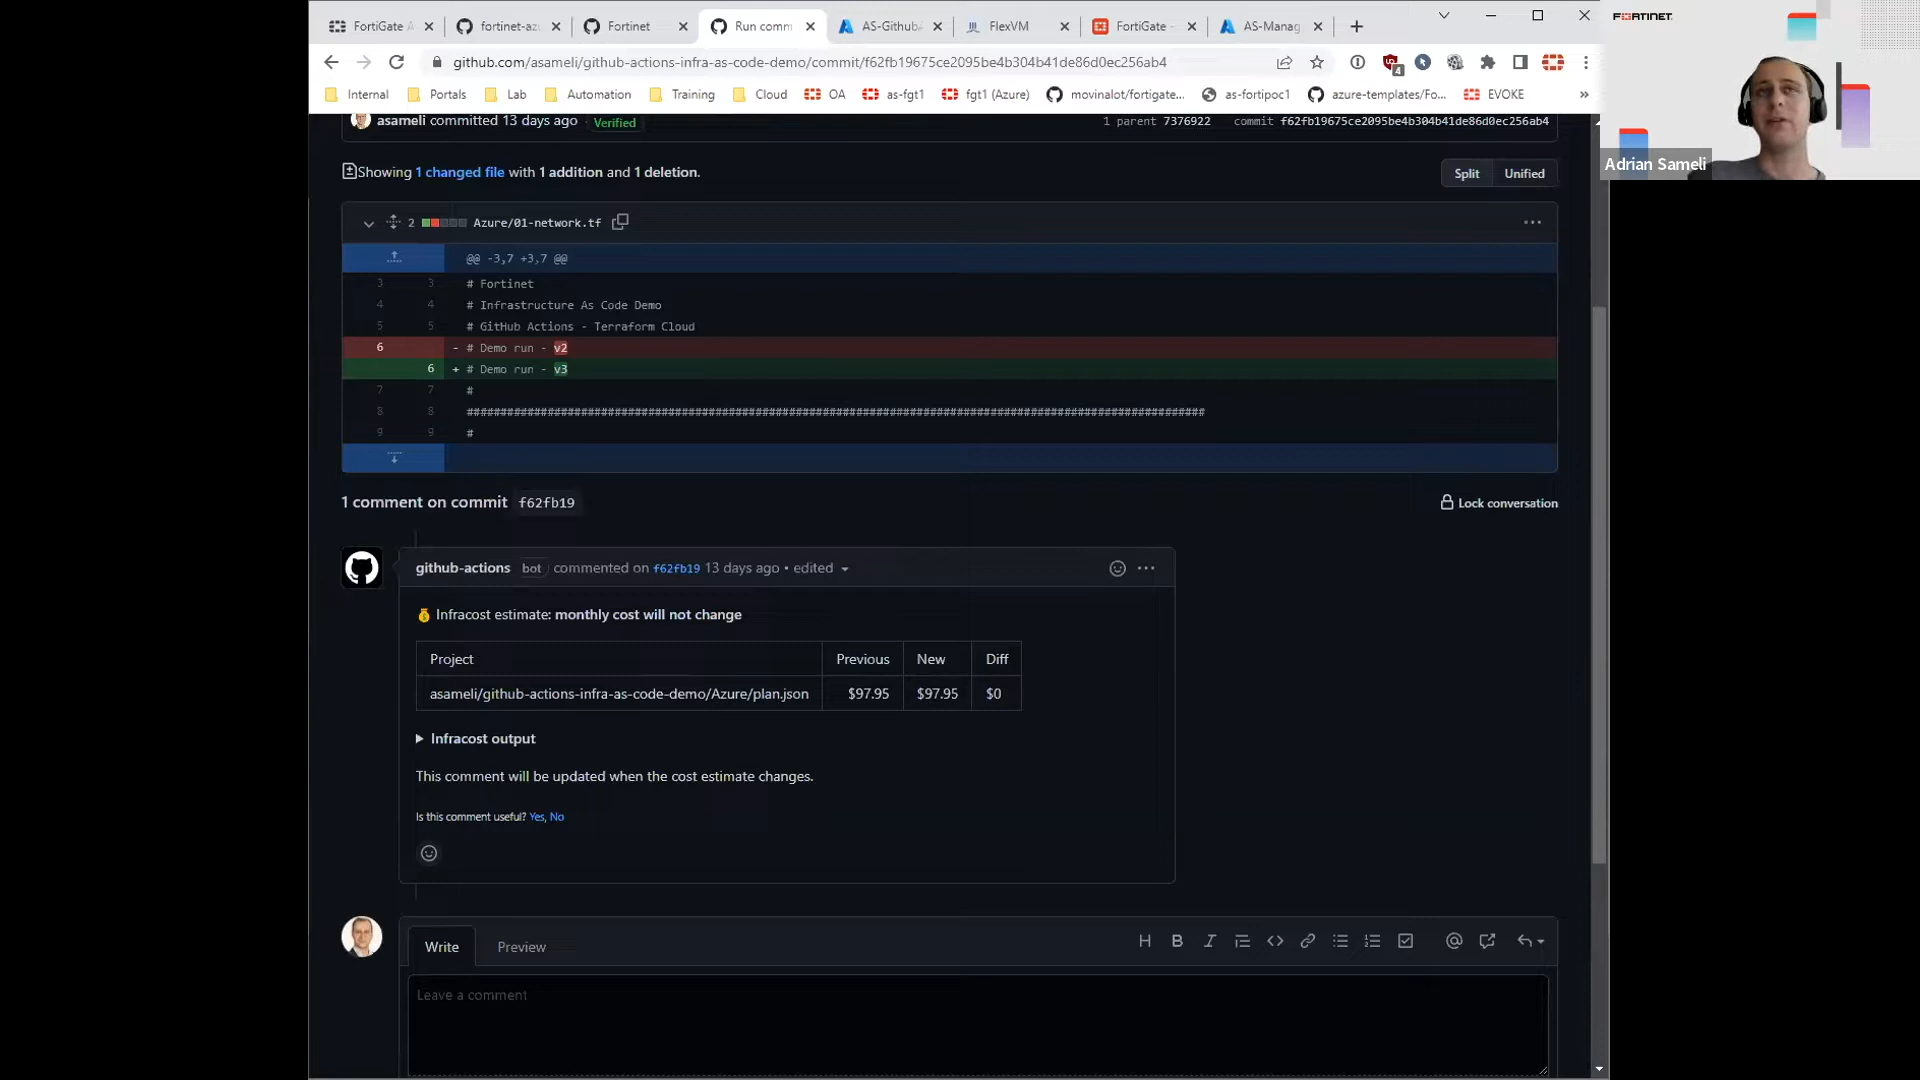 FortiGate A
fortinet-az
Fortinet
Run comm
AS-Github
FlexVM
FortiGate -
AS-Manag
github.com/asameli/github-actions-infra-as-code-demo/commit/f62fb19675ce2095be4b304b41de86d0ec256ab4
4
Internal
Portals
Lab
Automation
Training
Cloud
OA
as-fgt1
fgt1 (Azure)
movinalot/fortigate...
as-fortipoc1
azure-templates/Fo...
EVOKE
»
FORTINET
Adrian Sameli
asameli committed 13 days ago
Verified
1 parent 7376922 commit f62fb19675ce2095be4b304b41de86d0ec256ab4
Showing 1 changed file with 1 addition and 1 deletion.
Split
Unified
2
Azure/01-network.tf
@@ -3,7 +3,7 @@
3 3 # Fortinet
4 4 # Infrastructure As Code Demo
5 5 # GitHub Actions - Terraform Cloud
6 - # Demo run - v2
6 + # Demo run - v3
7 7 #
8 8 ##############################################################################################################
9 9 #
1 comment on commit f62fb19
Lock conversation
github-actions bot commented on f62fb19 13 days ago • edited
💰 Infracost estimate: monthly cost will not change
Project Previous New Diff
asameli/github-actions-infra-as-code-demo/Azure/plan.json $97.95 $97.95 $0
Infracost output
This comment will be updated when the cost estimate changes.
Is this comment useful? Yes, No
Write
Preview
Leave a comment